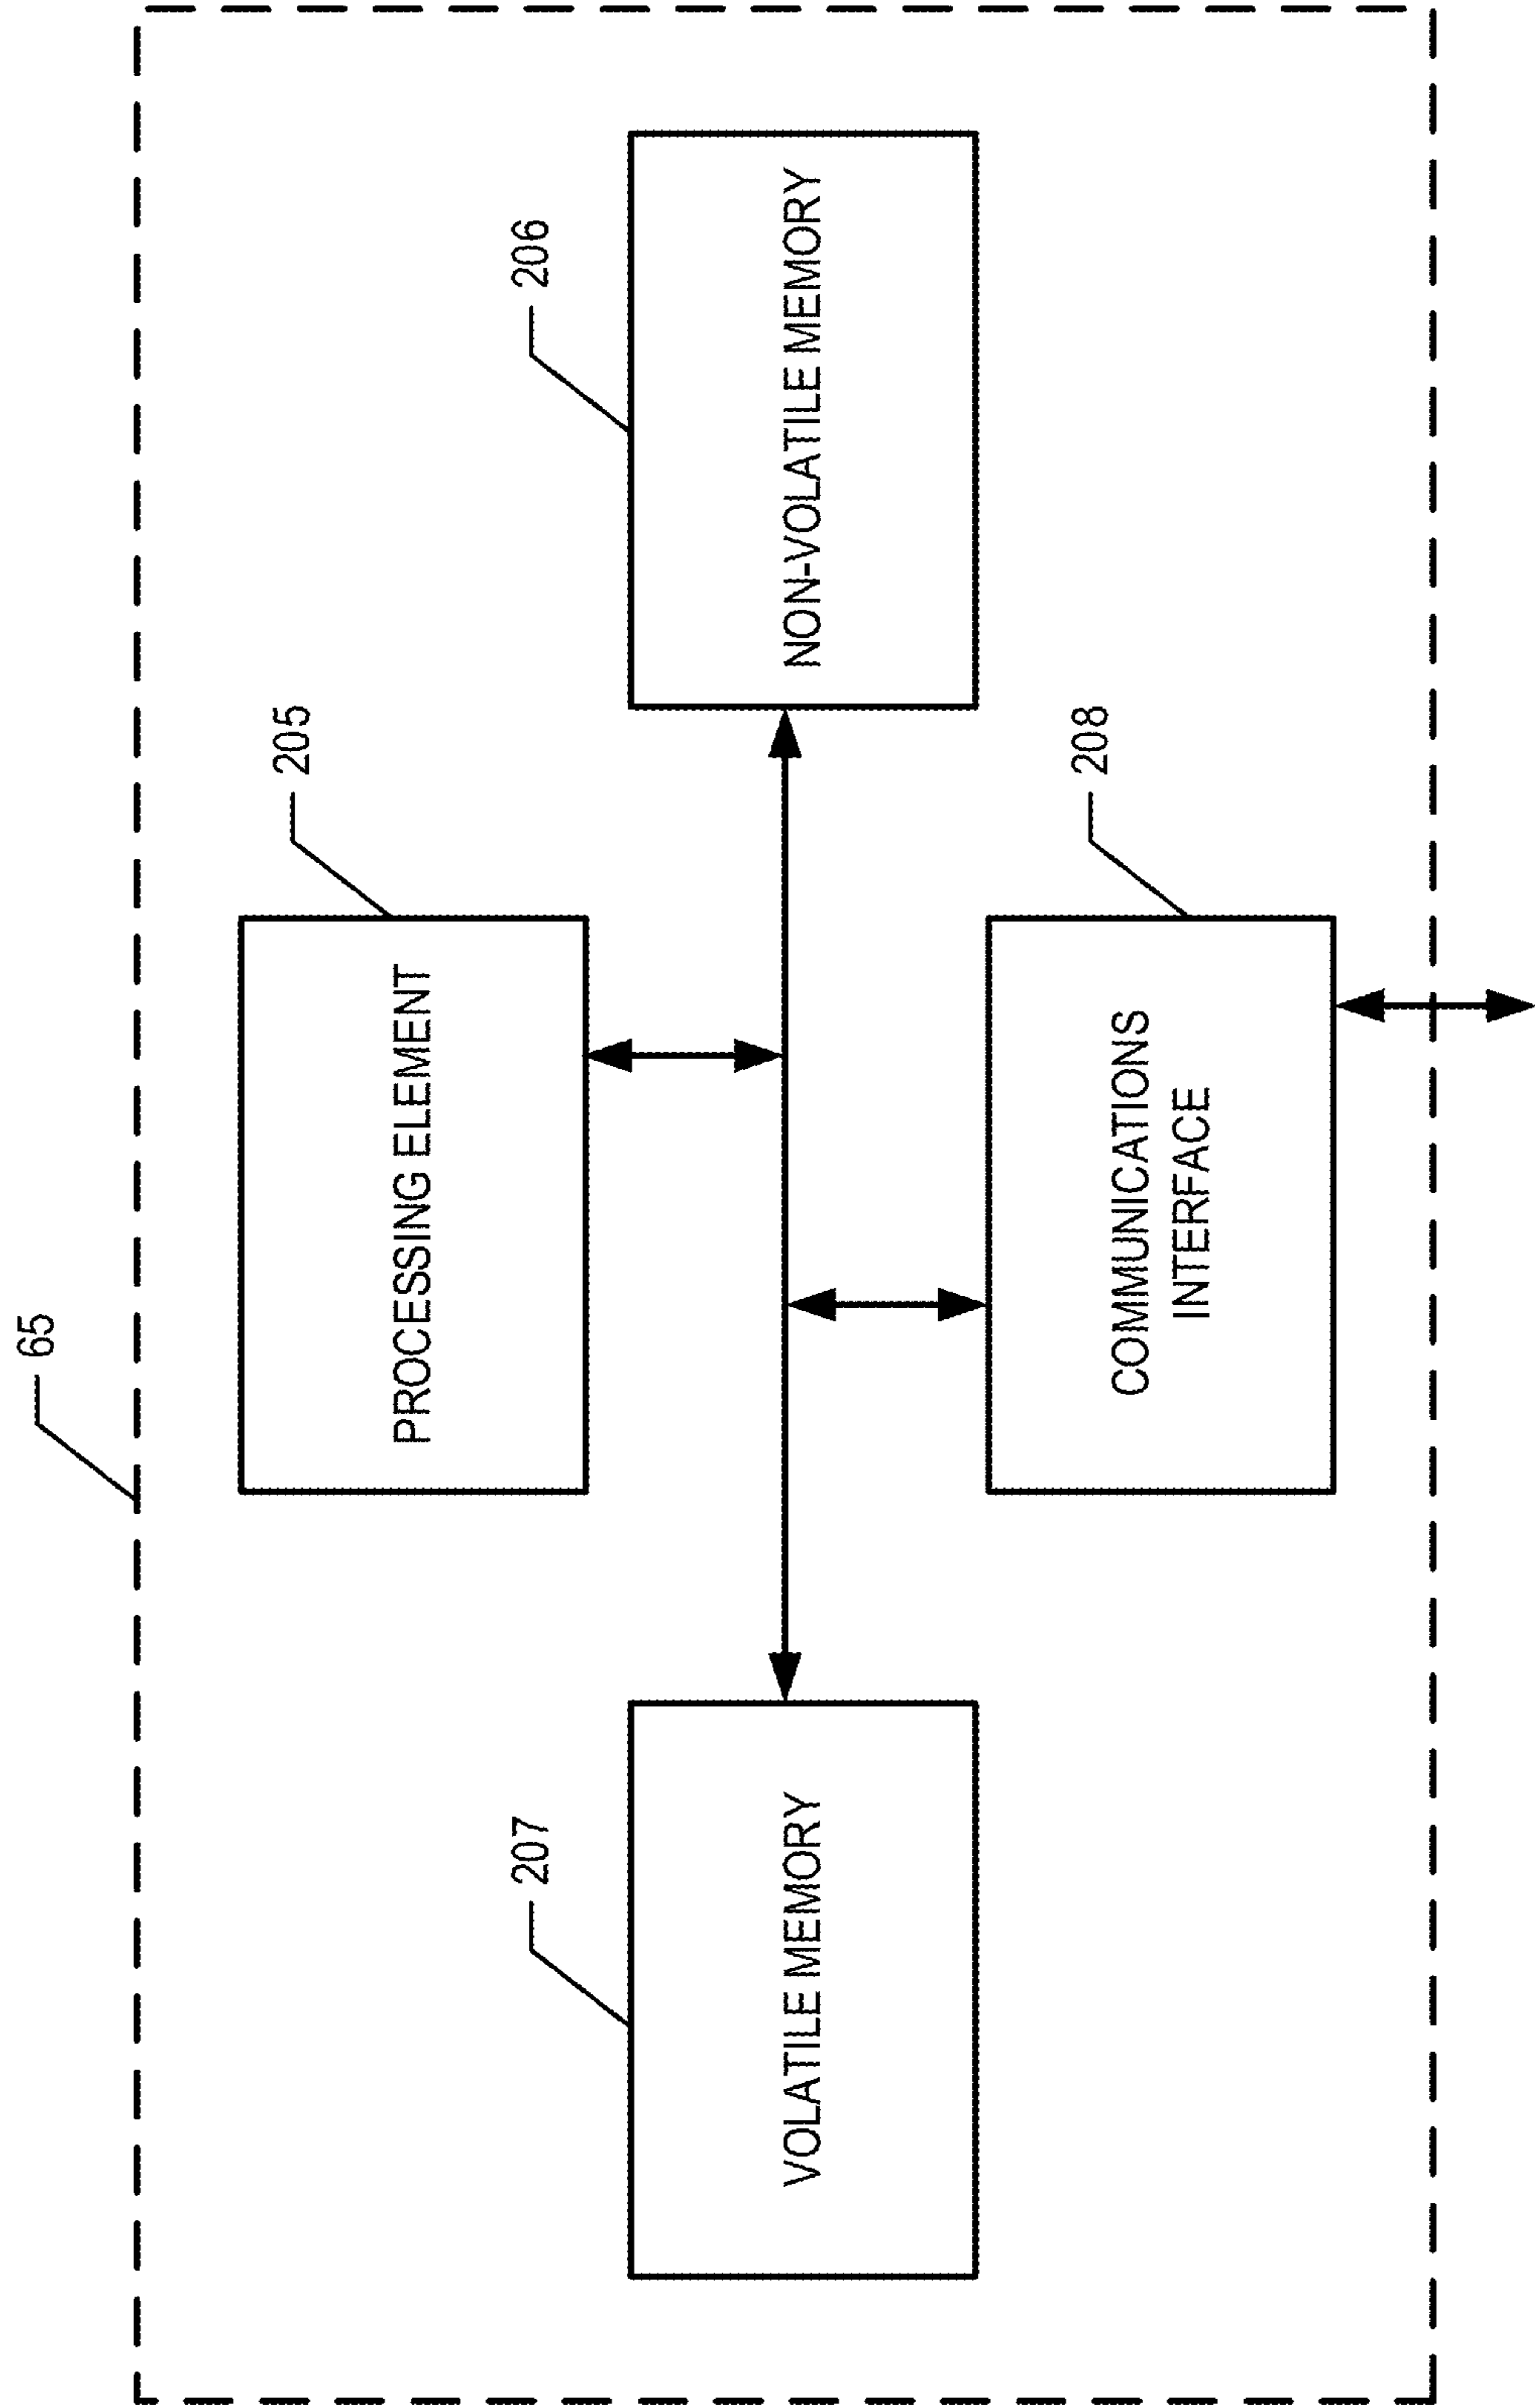 65
205
PROCESSING ELEMENT
207
206
VOLATILE MEMORY
NON-VOLATILE MEMORY
208
COMMUNICATIONS
INTERFACE